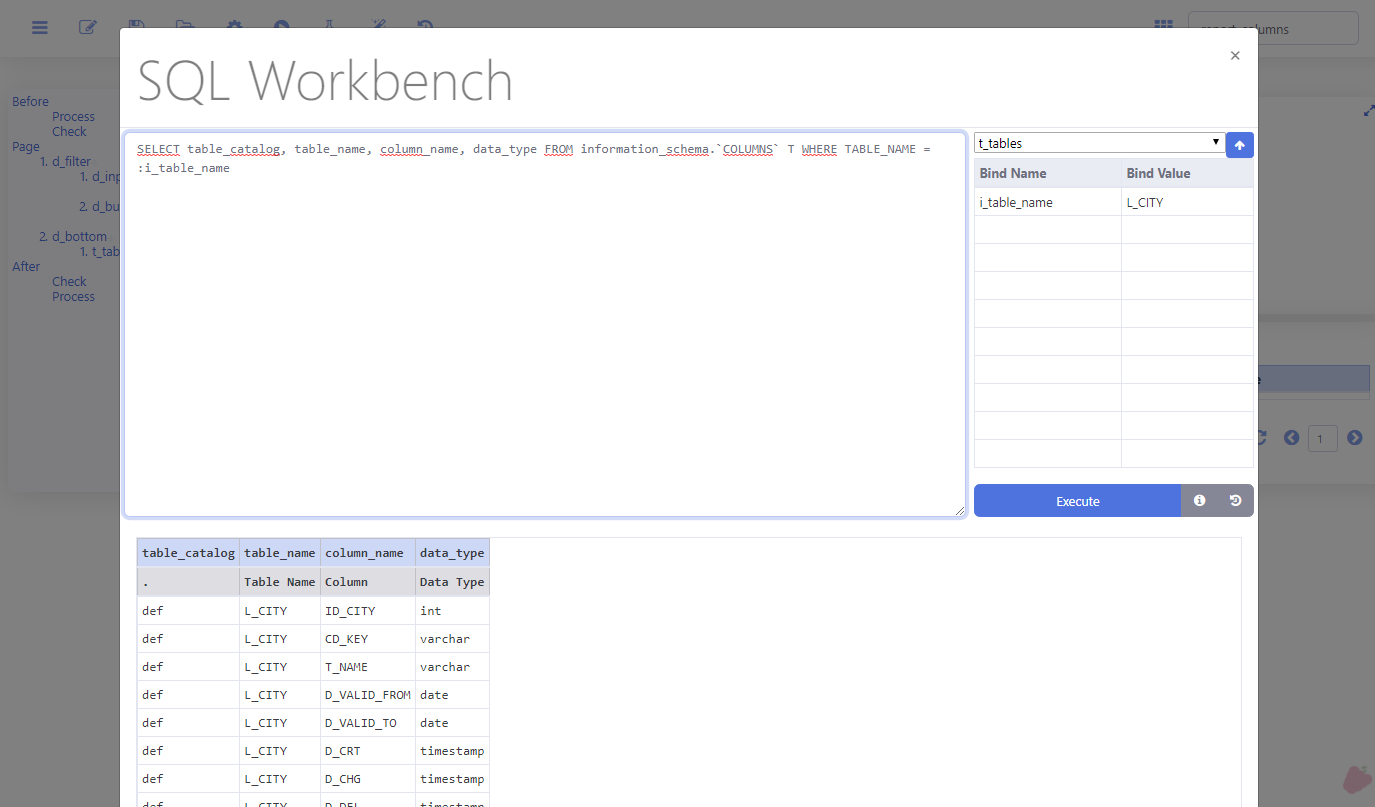 SQL Workbench
×
Before
Process
Check
Page
1. d_filter
1. d_inp
2. d_bu
2. d_bottom
1. t_tab
After
Check
Process
SELECT table_catalog, table_name, column_name, data_type FROM information_schema.`COLUMNS` T WHERE TABLE_NAME =
:i_table_name
t_tables
Bind Name Bind Value
i_table_name L_CITY
Execute
1
table_catalog table_name column_name data_type
. Table Name Column Data Type
def L_CITY ID_CITY int
def L_CITY CD_KEY varchar
def L_CITY T_NAME varchar
def L_CITY D_VALID_FROM date
def L_CITY D_VALID_TO date
def L_CITY D_CRT timestamp
def L_CITY D_CHG timestamp
def L_CITY D_DEL timestamp